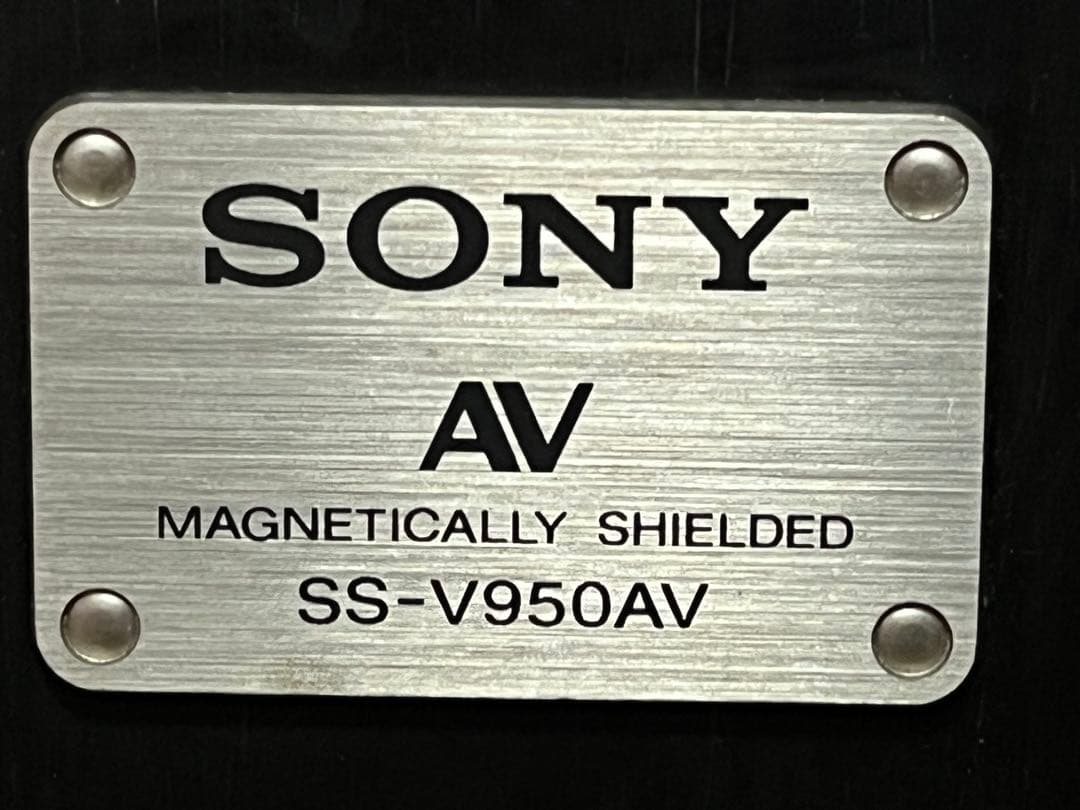 SONY
AV
MAGNETICALLY SHIELDED
SS-V950AV